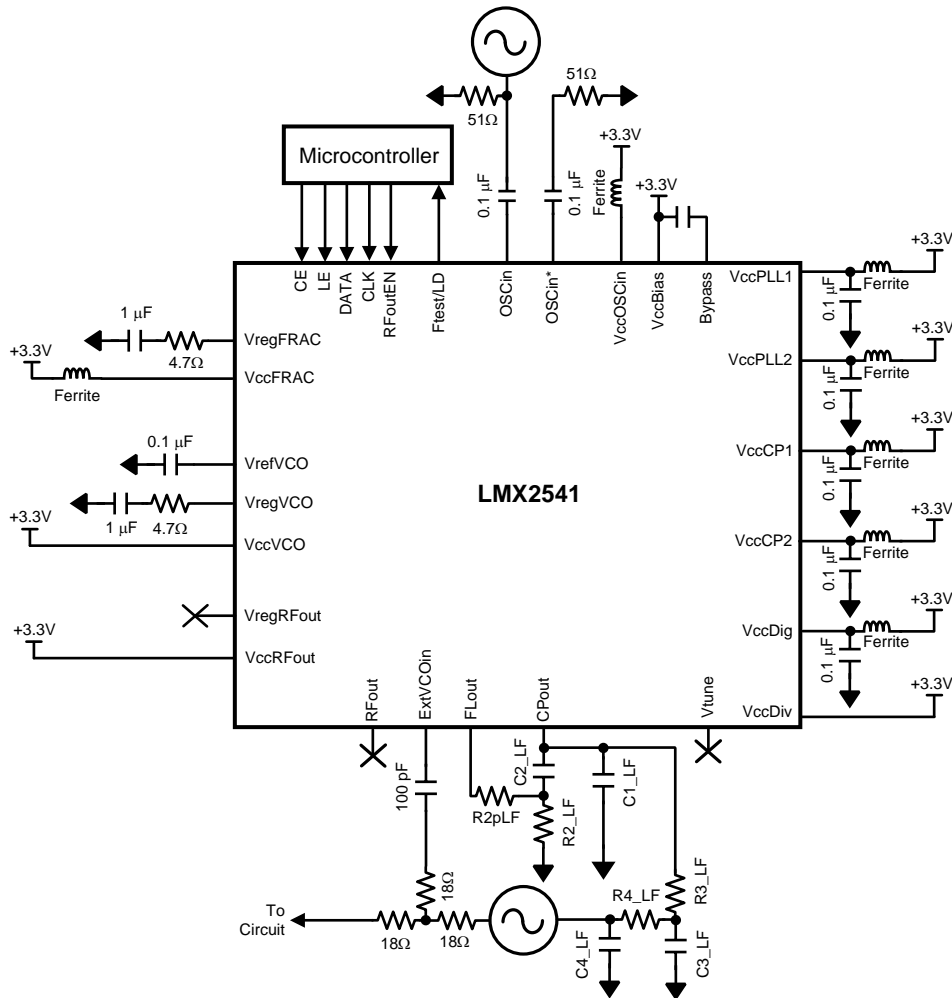 51Ω
51Ω
+3.3V
Microcontroller
0.1 µF
0.1 µF
Ferrite
+3.3V
CE
LE
DATA
CLK
RFoutEN
Ftest/LD
OSCin
OSCin*
VccOSCin
VccBias
Bypass
1 µF
4.7Ω
VregFRAC
+3.3V
VccFRAC
Ferrite
0.1 µF
VrefVCO
VregVCO
1 µF
4.7Ω
+3.3V
VccVCO
VregRFout
+3.3V
VccRFout
LMX2541
VccPLL1
+3.3V
Ferrite
0.1 µF
VccPLL2
+3.3V
Ferrite
0.1 µF
VccCP1
+3.3V
Ferrite
0.1 µF
VccCP2
+3.3V
Ferrite
0.1 µF
VccDig
+3.3V
Ferrite
0.1 µF
VccDiv
+3.3V
RFout
ExtVCOin
FLout
CPout
Vtune
100 pF
C2_LF
C1_LF
R2pLF
R2_LF
R3_LF
18Ω
R4_LF
To
Circuit
18Ω
18Ω
C4_LF
C3_LF